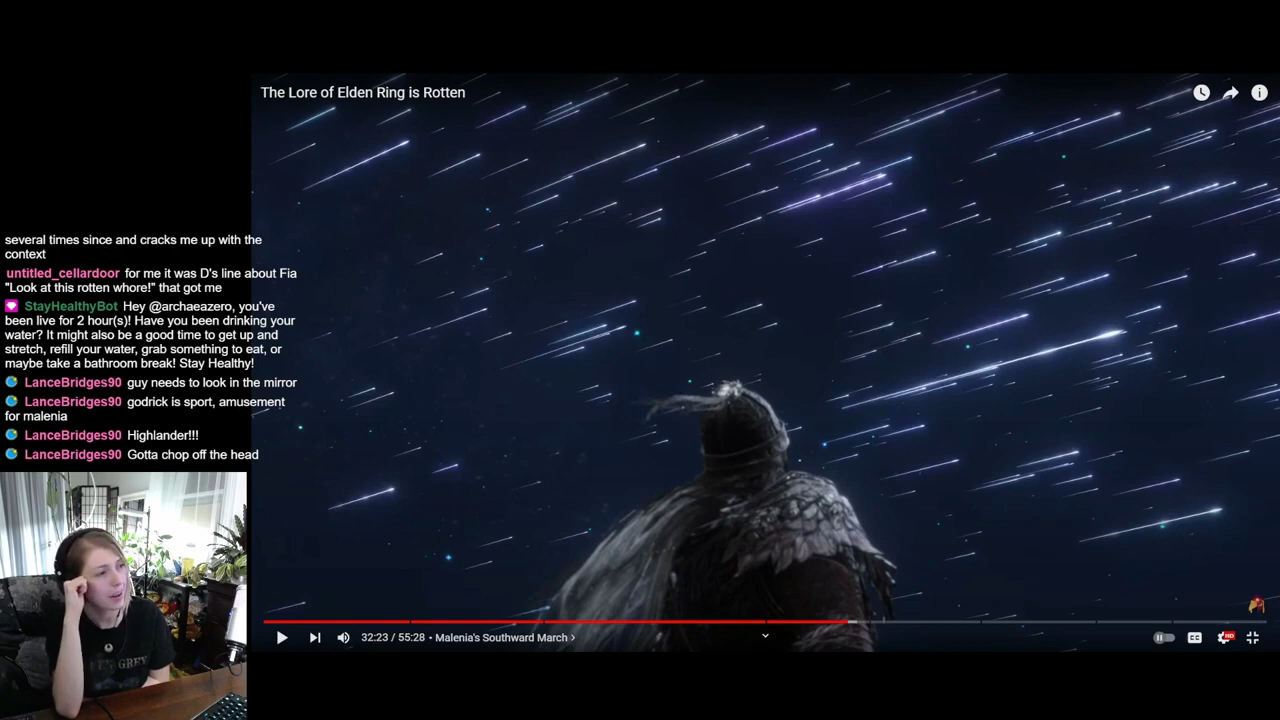 The Lore of Elden Ring is Rotten
several times since and cracks me up with the
context
untitled_cellardoor for me it was D's line about Fia
"Look at this rotten whore!" that got me
StayHealthyBot Hey @archaeazero, you've
been live for 2 hour(s)! Have you been drinking your
water? It might also be a good time to get up and
stretch, refill your water, grab something to eat, or
maybe take a bathroom break! Stay Healthy!
LanceBridges90 guy needs to look in the mirror
LanceBridges90 godrick is sport, amusement
for malenia
LanceBridges90 Highlander!!!
LanceBridges90 Gotta chop off the head
32:23 / 55:28 • Malenia's Southward March >
CC
HD
GREY